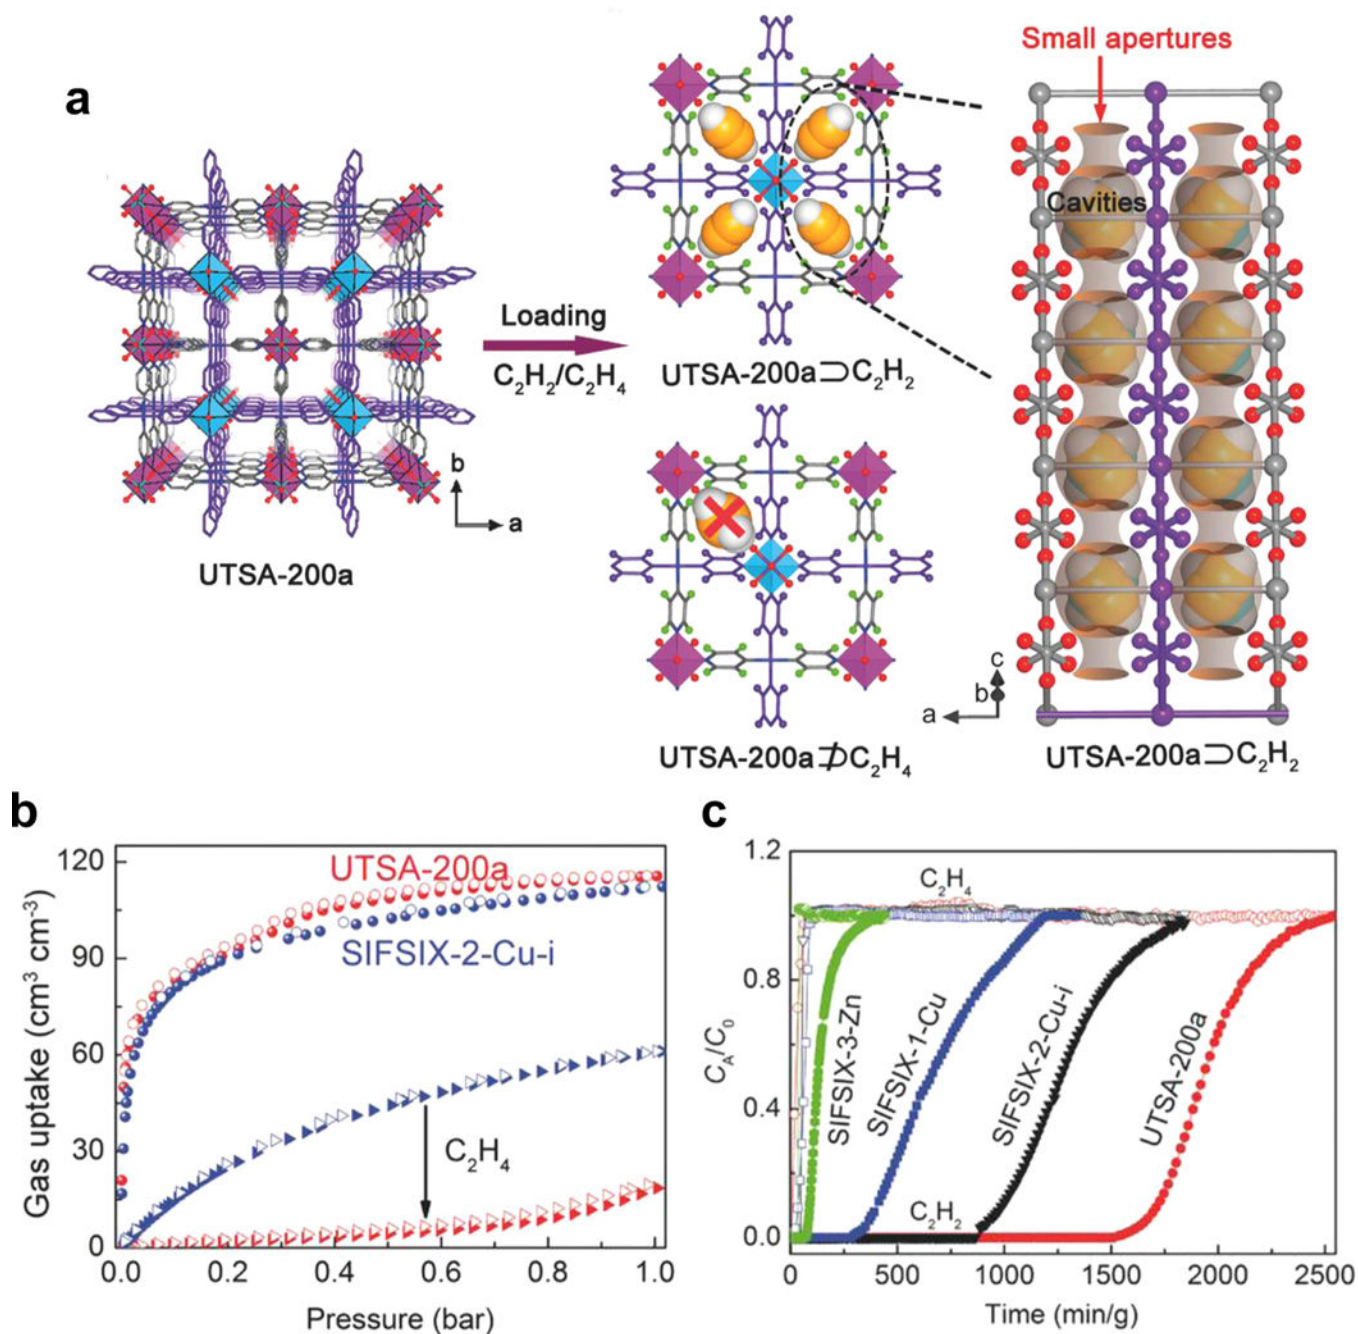 a
Small apertures
Cavities
Loading
C₂H₂/C₂H₄
UTSA-200a⊃C₂H₂
b
a
UTSA-200a
c
b
a
UTSA-200a⊅C₂H₄
UTSA-200a⊃C₂H₂
b
120
90
60
30
0
Gas uptake (cm³ cm⁻³)
UTSA-200a
SIFSIX-2-Cu-i
C₂H₄
0.0 0.2 0.4 0.6 0.8 1.0
Pressure (bar)
c
1.2
0.8
0.4
0.0
C_A/C₀
C₂H₄
SIFSIX-3-Zn
SIFSIX-1-Cu
SIFSIX-2-Cu-i
UTSA-200a
C₂H₂
0 500 1000 1500 2000 2500
Time (min/g)